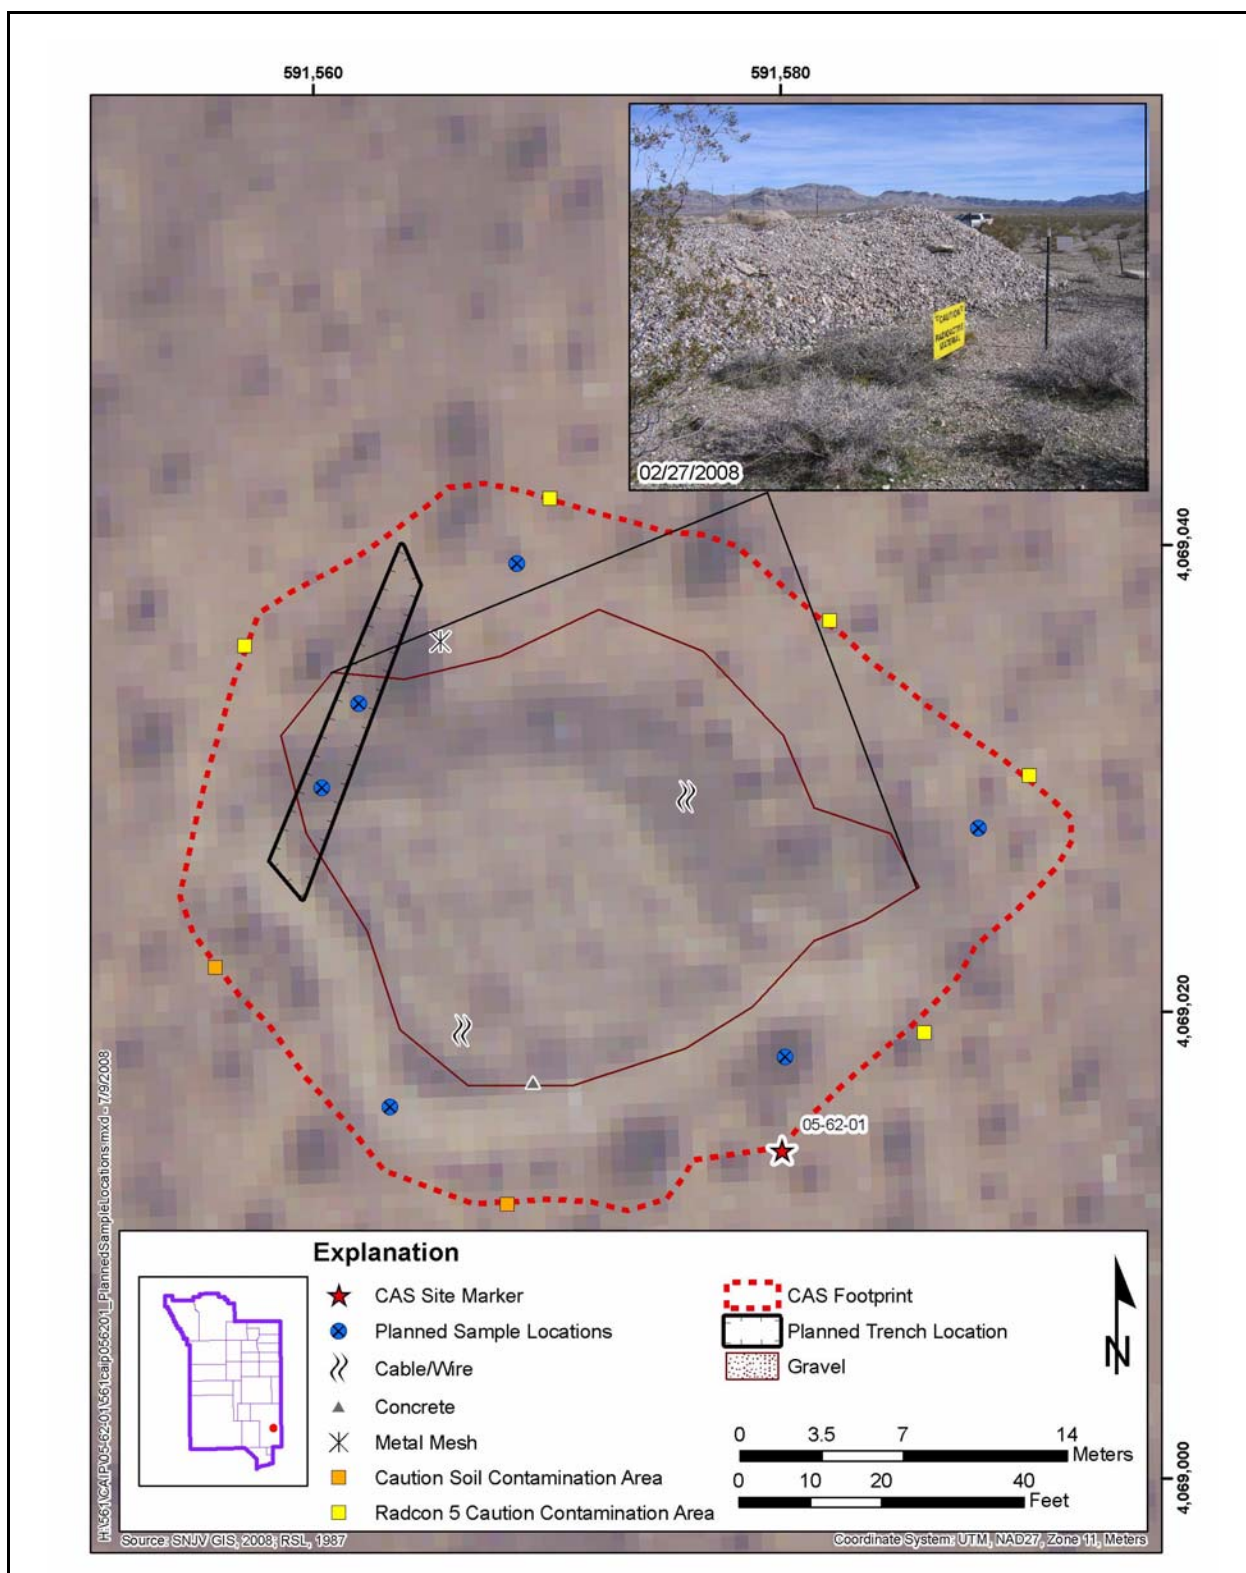 591,560
591,580
"CAUTION"
RADIOACTIVE
MATERIAL
02/27/2008
4,069,040
4,069,020
4,069,000
05-62-01
Explanation
CAS Site Marker
Planned Sample Locations
Cable/Wire
Concrete
Metal Mesh
Caution Soil Contamination Area
Radcon 5 Caution Contamination Area
CAS Footprint
Planned Trench Location
Gravel
N
0 3.5 7 14
Meters
0 10 20 40
Feet
H:\561\CAIP\05-62-01\561caip056201_PlannedSampleLocations.mxd - 7/9/2008
Source: SNJV GIS, 2008; RSL, 1987
Coordinate System: UTM, NAD27, Zone 11, Meters